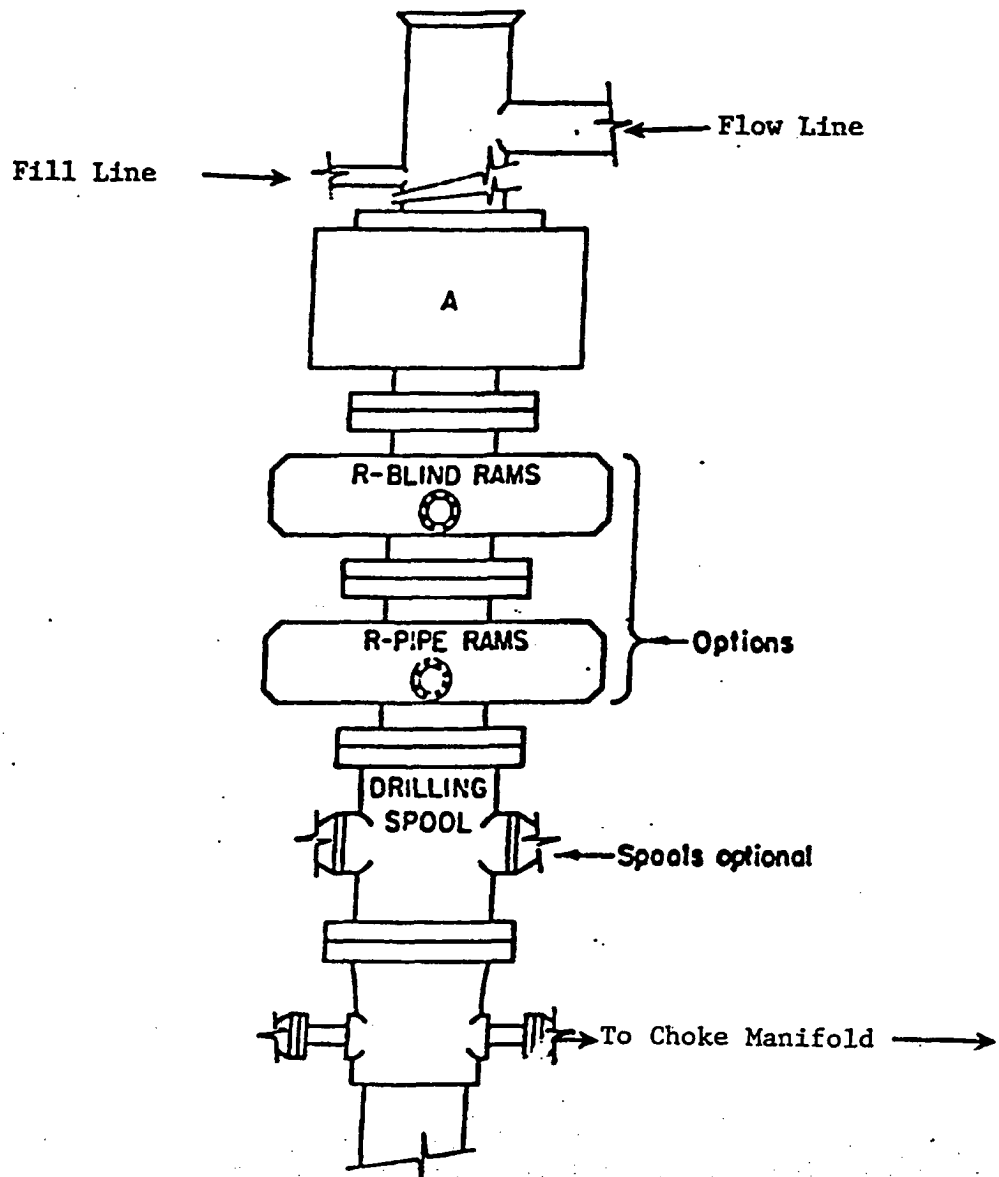 Flow Line
Fill Line
A
R-BLIND RAMS
R-PIPE RAMS
Options
DRILLING
SPOOL
Spools optional
To Choke Manifold